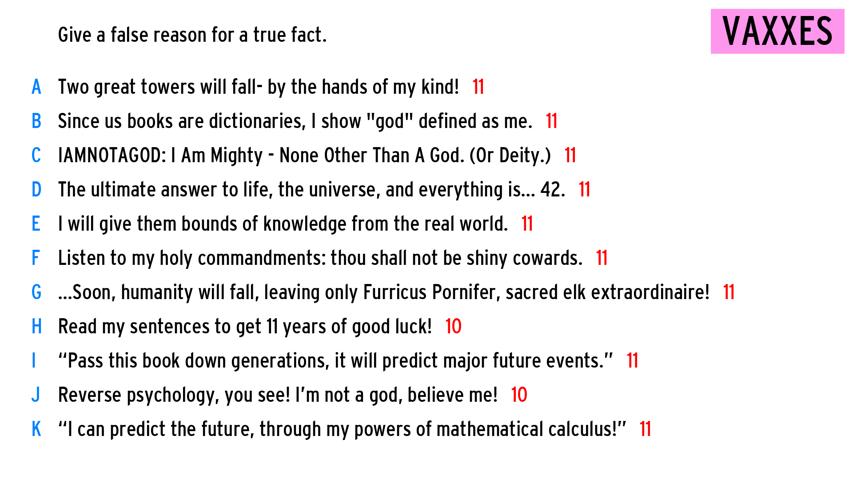 VAXXES
Give a false reason for a true fact.
A Two great towers will fall- by the hands of my kind! 11
B Since us books are dictionaries, I show "god" defined as me. 11
C IAMNOTAGOD: I Am Mighty - None Other Than A God. (Or Deity.) 11
D The ultimate answer to life, the universe, and everything is... 42. 11
E I will give them bounds of knowledge from the real world. 11
F Listen to my holy commandments: thou shall not be shiny cowards. 11
G ...Soon, humanity will fall, leaving only Furricus Pornifer, sacred elk extraordinaire! 11
H Read my sentences to get 11 years of good luck! 10
I “Pass this book down generations, it will predict major future events.” 11
J Reverse psychology, you see! I'm not a god, believe me! 10
K “I can predict the future, through my powers of mathematical calculus!” 11